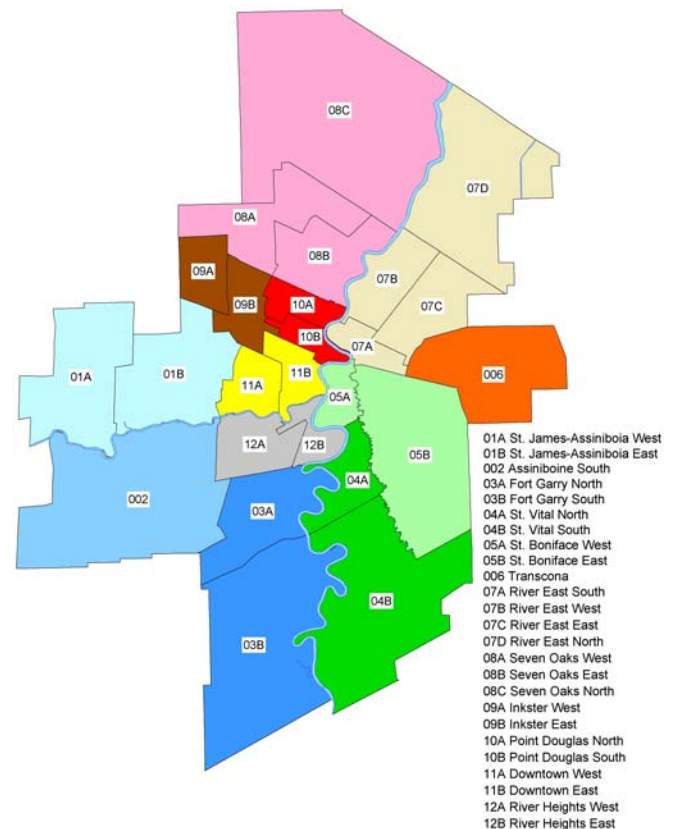 08C
07D
08A
08B
07B
09A
09B
10A
07C
10B
07A
01A
01B
11A
11B
006
05A
12A
12B
05B
002
04A
03A
04B
03B
01A St. James-Assiniboia West
01B St. James-Assiniboia East
002 Assiniboine South
03A Fort Garry North
03B Fort Garry South
04A St. Vital North
04B St. Vital South
05A St. Boniface West
05B St. Boniface East
006 Transcona
07A River East South
07B River East West
07C River East East
07D River East North
08A Seven Oaks West
08B Seven Oaks East
08C Seven Oaks North
09A Inkster West
09B Inkster East
10A Point Douglas North
10B Point Douglas South
11A Downtown West
11B Downtown East
12A River Heights West
12B River Heights East